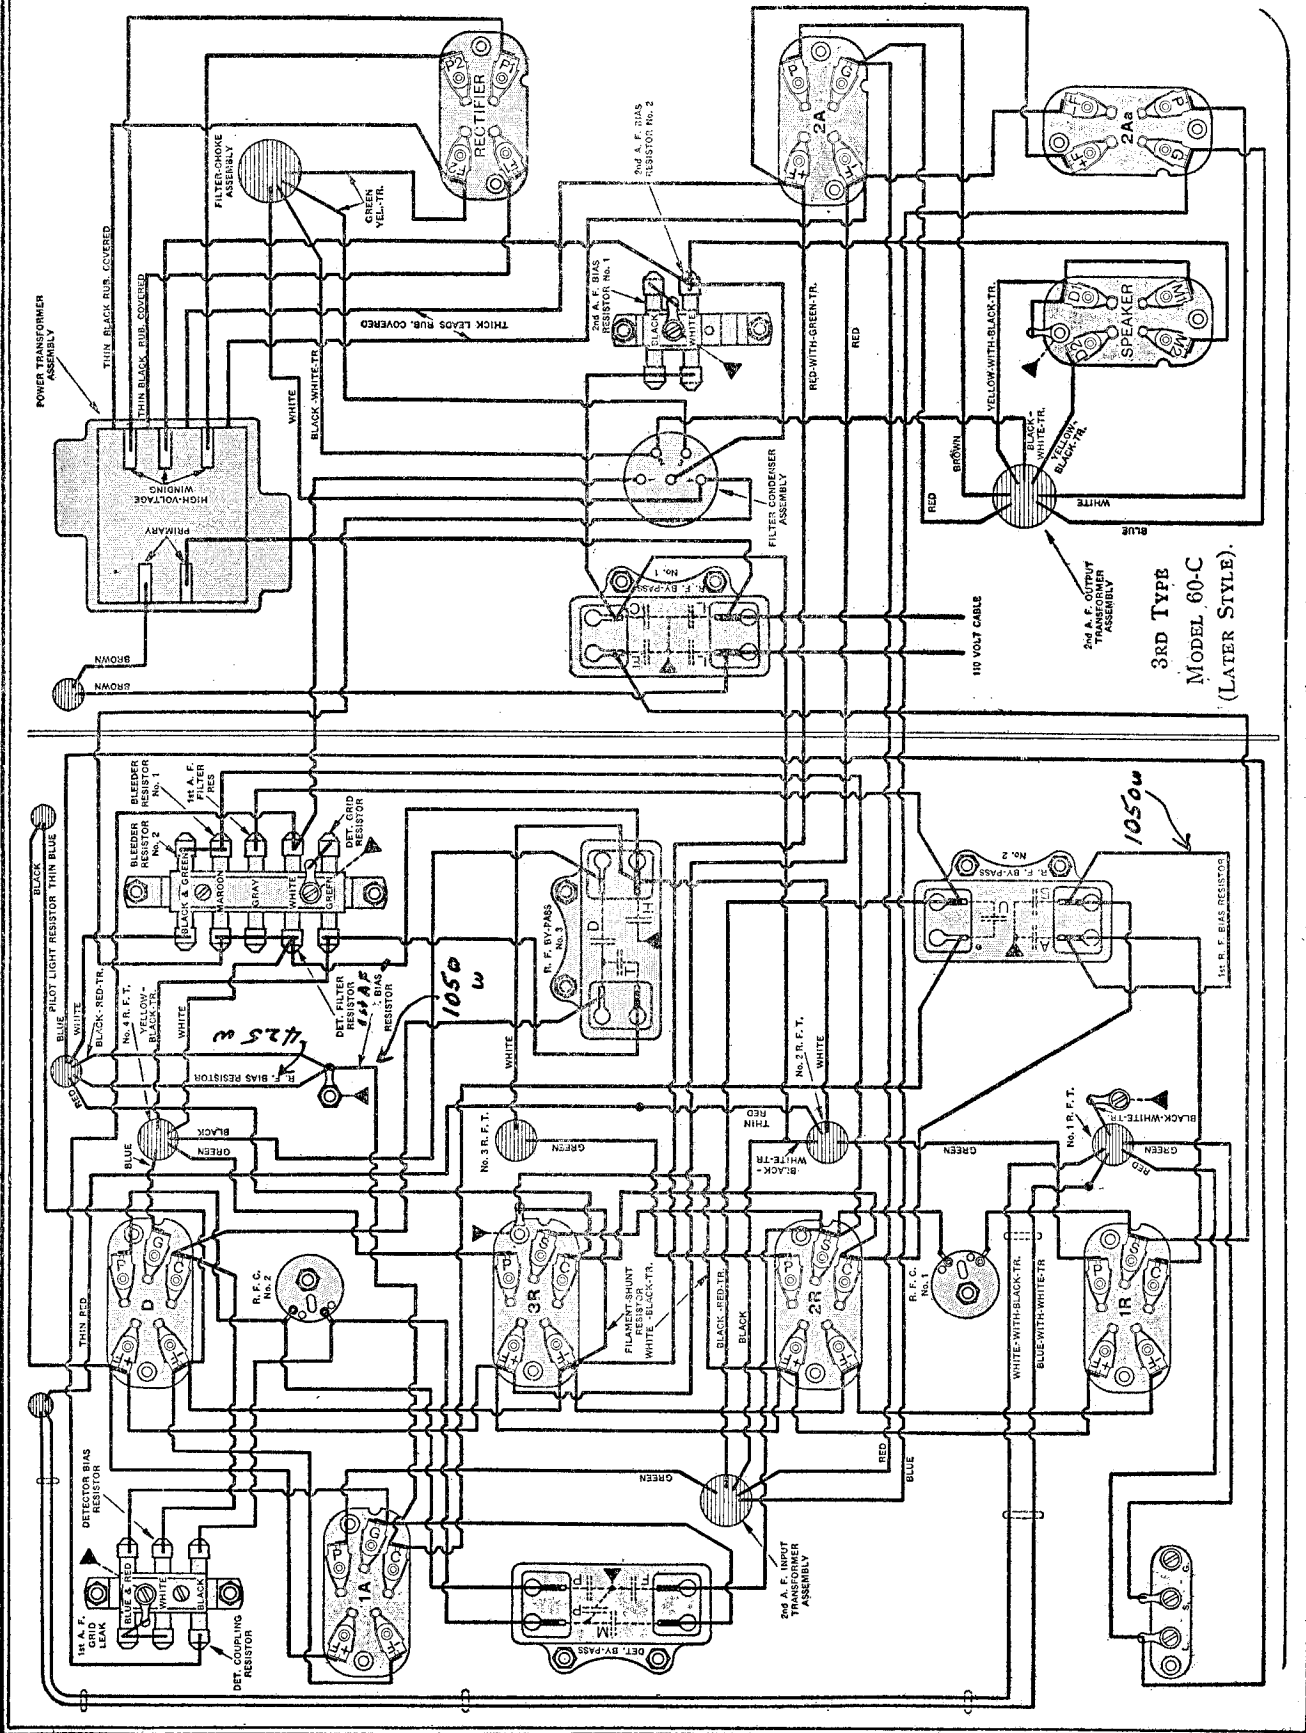 POWER TRANSFORMER
ASSEMBLY
THIN BLACK RUB. COVERED
THIN BLACK RUB. COVERED
HIGH-VOLTAGE
WINDING
PRIMARY
BROWN
BROWN
FILTER-CHOKE
ASSEMBLY
GREEN
YEL.-TR.
P2
P1
RECTIFIER
F2
F1
THICK LEADS RUB. COVERED
WHITE
BLACK-WHITE-TR
2nd A. F. BIAS
RESISTOR No. 2
2nd A. F. BIAS
RESISTOR No. 1
BLACK
WHITE
FILTER CONDENSER
ASSEMBLY
P
G
2A
F+
F-
RED-WITH-GREEN-TR.
RED
F-
P
2Aa
F+
G
D1
M1
SPEAKER
D2
M2
YELLOW-WITH-BLACK-TR.
BROWN
RED
BLACK-
WHITE-TR.
YELLOW-
BLACK-TR.
WHITE
BLUE
2nd A. F. OUTPUT
TRANSFORMER
ASSEMBLY
R. F. BY-PASS
No. 1
110 VOLT CABLE
3RD TYPE
MODEL 60-C
(LATER STYLE).
BLACK
PILOT LIGHT RESISTOR THIN BLUE
BLUE
WHITE
BLACK-RED-TR.
No. 4 R. F. T.
YELLOW-
BLACK-TR.
WHITE
RED
BLEEDER
RESISTOR
No. 1
1st A. F.
FILTER
RES
BLEEDER
RESISTOR
No. 2
DET. GRID
RESISTOR
BLACK & GREEN
MAROON
GRAY
WHITE
GREEN
DET. FILTER
RESISTOR
BIAS
RESISTOR
1050
W
425 W
R. F. BIAS RESISTOR
R. F. BY-PASS
No. 3
D
H
T
BLUE
BLACK
GREEN
WHITE
No. 3 R. F. T.
GREEN
No. 2 R. F. T.
WHITE
THIN
RED
BLACK-
WHITE-TR
GREEN
R. F. BY-PASS
No. 2
1050W
1st R. F. BIAS RESISTOR
No. 1 R. F. T.
BLACK-WHITE-TR.
GREEN
RED
THIN RED
P
G
C
D
F+
F-
R. F. C.
No. 2
P
S
G
3R
F+
F-
FILAMENT-SHUNT
RESISTOR
WHITE-BLACK-TR.
BLACK-RED-TR.
BLACK
P
S
G
2R
F+
F-
R. F. C.
No. 1
WHITE-WITH-BLACK-TR.
BLUE-WITH-WHITE-TR
P
S
G
1R
F+
F-
DETECTOR BIAS
RESISTOR
1st A. F.
GRID
LEAK
BLUE & RED
WHITE
BLACK
DET. COUPLING
RESISTOR
P
G
C
1A
F+
F-
DET. BY-PASS
M
P
F
GREEN
RED
BLUE
2nd A. F. INPUT
TRANSFORMER
ASSEMBLY
L.
S.
G.